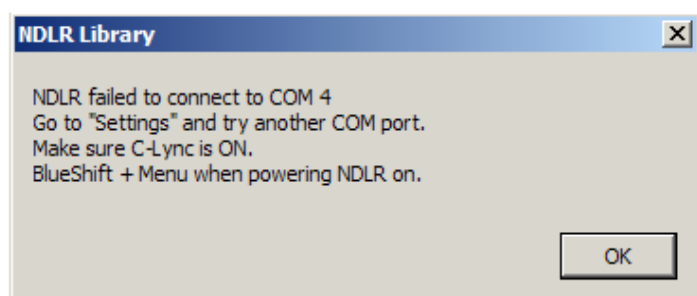 NDLR Library
NDLR failed to connect to COM 4
Go to "Settings" and try another COM port.
Make sure C-Lync is ON.
BlueShift + Menu when powering NDLR on.
OK